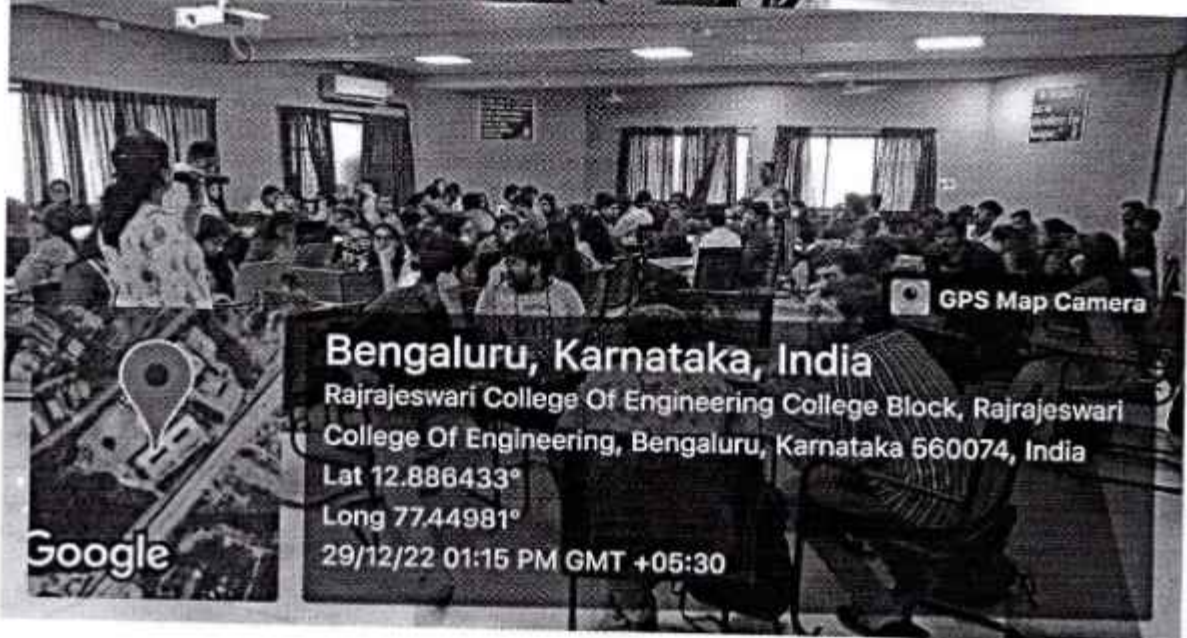 GPS Map Camera
Bengaluru, Karnataka, India
Rajrajeswari College Of Engineering College Block, Rajrajeswari
College Of Engineering, Bengaluru, Karnataka 560074, India
Lat 12.886433°
Long 77.44981°
29/12/22 01:15 PM GMT +05:30
Google